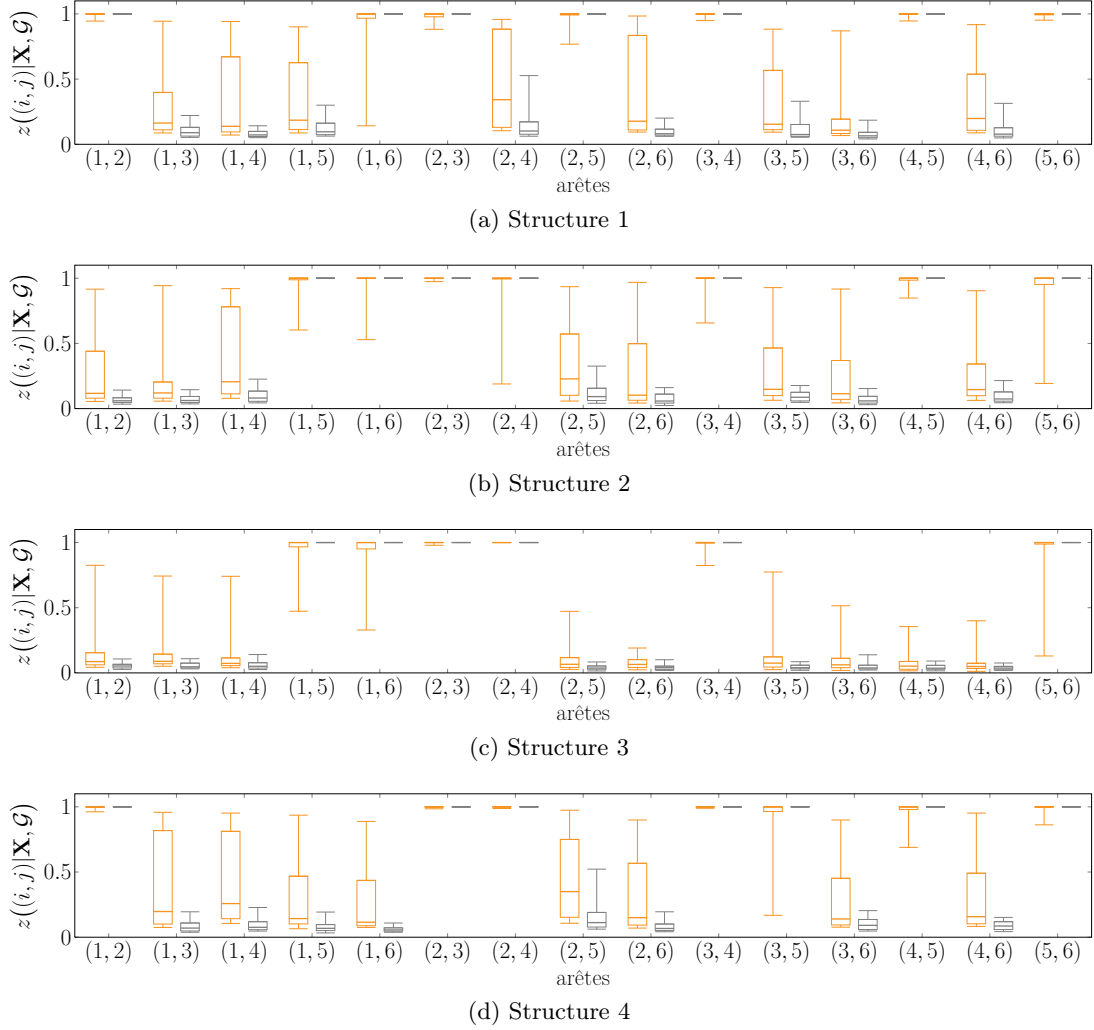 z((i, j)|X, G)
1
0.5
0
(1, 2) (1, 3) (1, 4) (1, 5) (1, 6) (2, 3) (2, 4) (2, 5) (2, 6) (3, 4) (3, 5) (3, 6) (4, 5) (4, 6) (5, 6)
arêtes
(a) Structure 1
z((i, j)|X, G)
1
0.5
0
(1, 2) (1, 3) (1, 4) (1, 5) (1, 6) (2, 3) (2, 4) (2, 5) (2, 6) (3, 4) (3, 5) (3, 6) (4, 5) (4, 6) (5, 6)
arêtes
(b) Structure 2
z((i, j)|X, G)
1
0.5
0
(1, 2) (1, 3) (1, 4) (1, 5) (1, 6) (2, 3) (2, 4) (2, 5) (2, 6) (3, 4) (3, 5) (3, 6) (4, 5) (4, 6) (5, 6)
arêtes
(c) Structure 3
z((i, j)|X, G)
1
0.5
0
(1, 2) (1, 3) (1, 4) (1, 5) (1, 6) (2, 3) (2, 4) (2, 5) (2, 6) (3, 4) (3, 5) (3, 6) (4, 5) (4, 6) (5, 6)
arêtes
(d) Structure 4